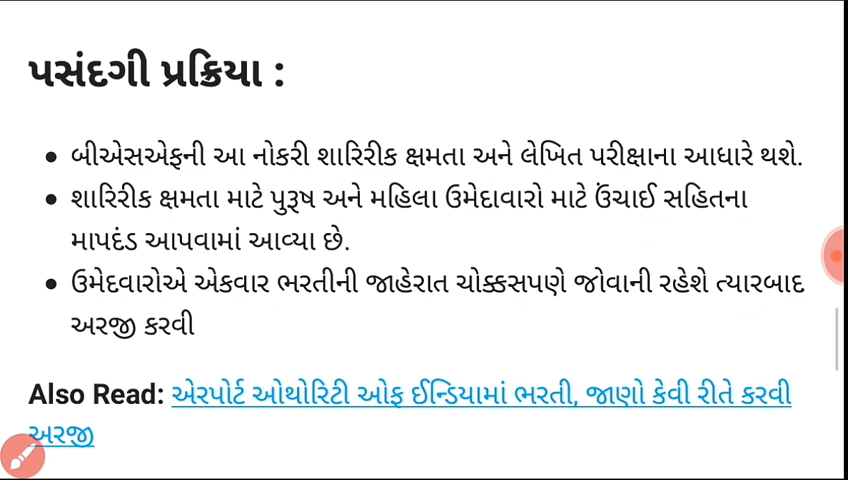 પસંદગી પ્રક્રિયા :
• બીએસએફની આ નોકરી શારિરીક ક્ષમતા અને લેખિત પરીક્ષાના આધારે થશે.
• શારિરીક ક્ષમતા માટે પુરૂષ અને મહિલા ઉમેદાવારો માટે ઉંચાઈ સહિતના
માપદંડ આપવામાં આવ્યા છે.
• ઉમેદવારોએ એકવાર ભરતીની જાહેરાત ચોક્કસપણે જોવાની રહેશે ત્યારબાદ
અરજી કરવી
Also Read: એરપોર્ટ ઓથોરિટી ઓફ ઈન્ડિયામાં ભરતી, જાણો કેવી રીતે કરવી
અરજી